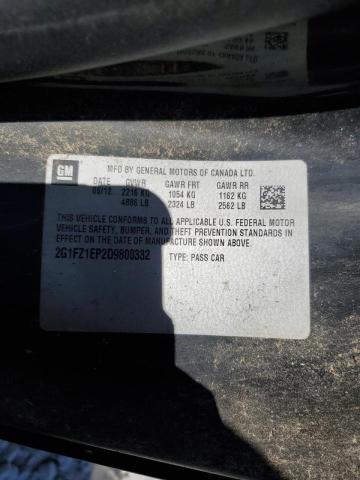 GM
MFD BY GENERAL MOTORS OF CANADA LTD.
DATE GVWR GAWR FRT GAWR RR
2216 KG 1054 KG 1162 KG
4886 LB 2324 LB 2562 LB
THIS VEHICLE CONFORMS TO ALL APPLICABLE U.S. FEDERAL MOTOR
VEHICLE SAFETY, BUMPER, AND THEFT PREVENTION STANDARDS
IN EFFECT ON THE DATE OF MANUFACTURE SHOWN ABOVE.
2G1FZ1EP2D9800332 TYPE: PASS CAR